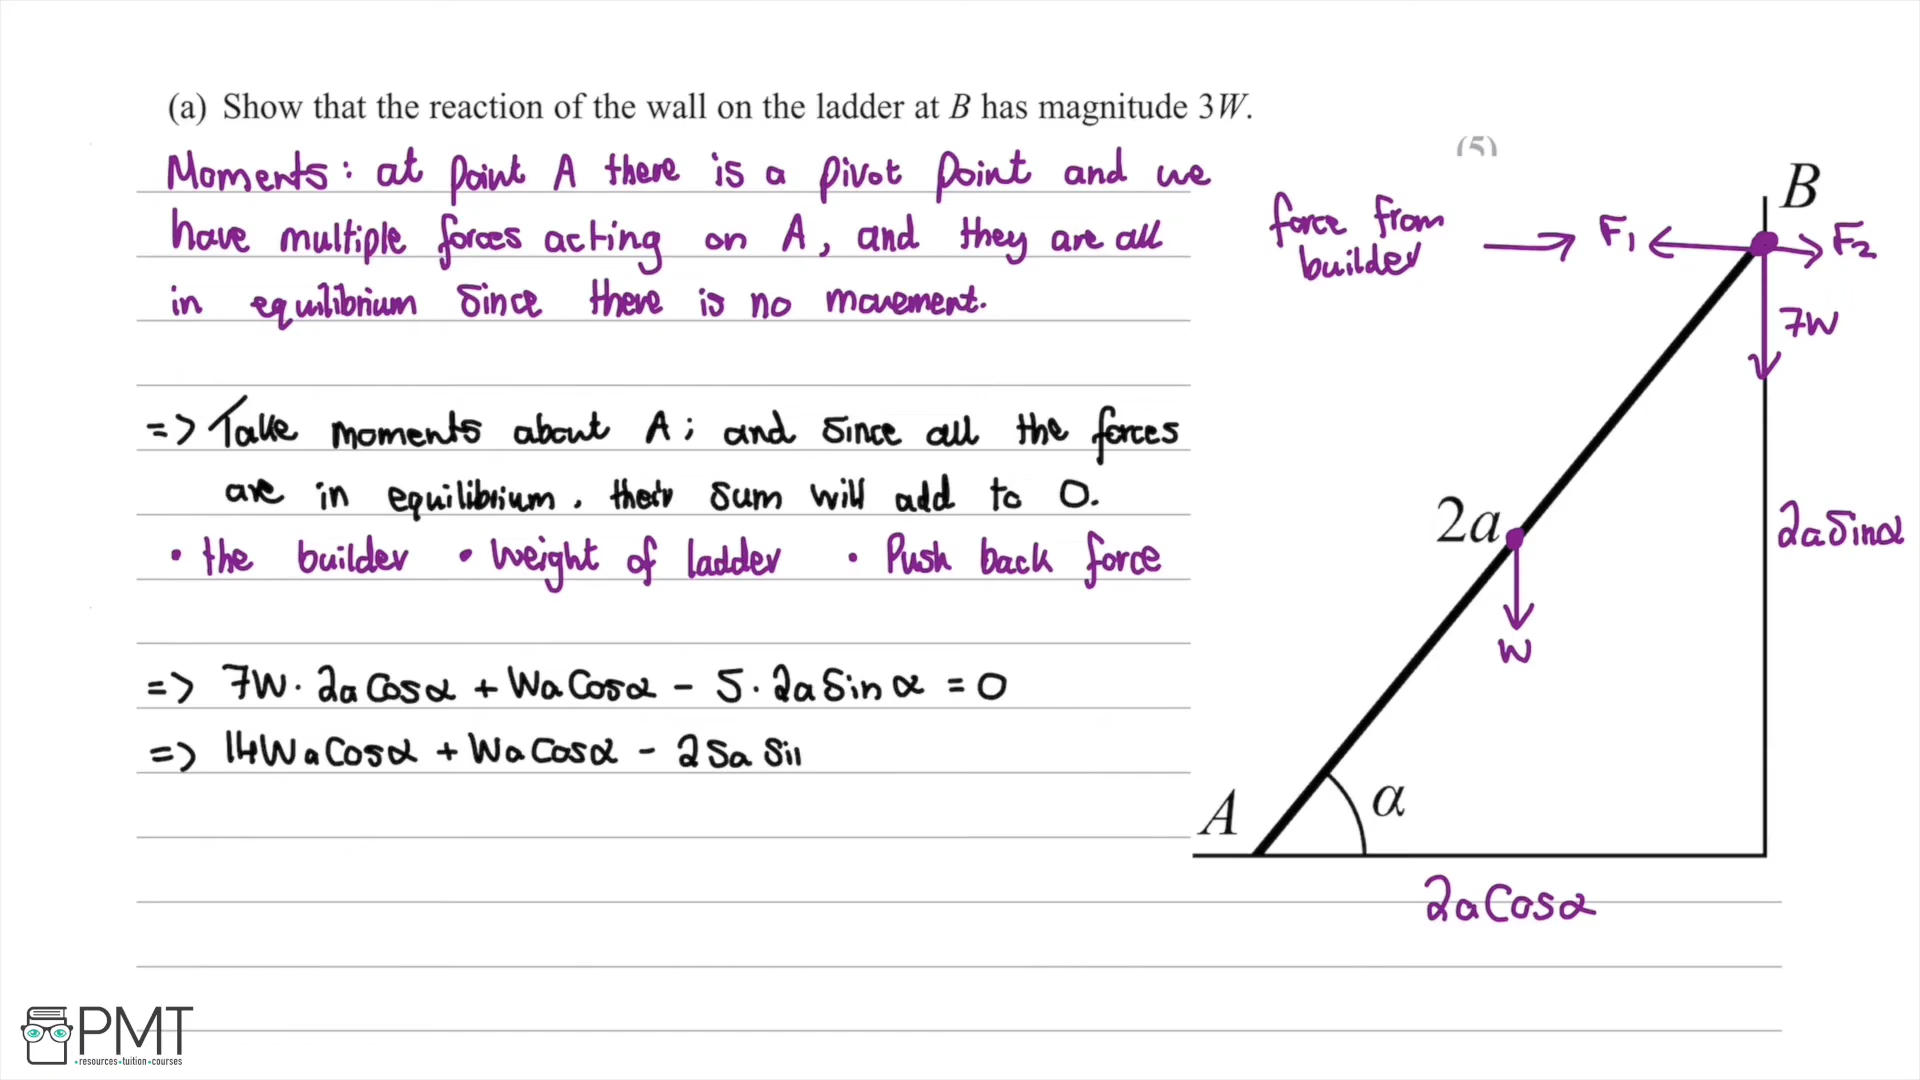 (a) Show that the reaction of the wall on the ladder at B has magnitude 3W.
(5)
Moments: at point A there is a pivot point and we
have multiple forces acting on A, and they are all
in equilibrium since there is no movement.
=> Take moments about A; and since all the forces
are in equilibrium, their sum will add to 0.
• the builder • weight of ladder • Push back force
=> 7W · 2a Cosα + Wa Cosα - S · 2a Sin α = 0
=> 14Wa Cosα + Wa Cosα - 2Sa Sin
force from
builder
F1
F2
B
7W
2a
W
2a Sinα
A
α
2a Cosα
PMT
•resources•tuition•courses